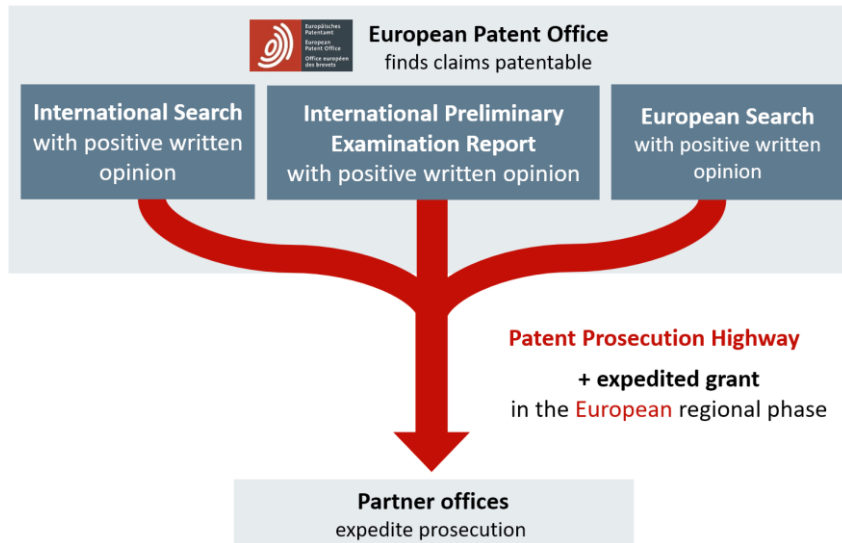 Europäisches
Patentamt
European
Patent Office
Office européen
des brevets
European Patent Office
finds claims patentable
International Search
with positive written
opinion
International Preliminary
Examination Report
with positive written opinion
European Search
with positive written
opinion
Patent Prosecution Highway
+ expedited grant
in the European regional phase
Partner offices
expedite prosecution